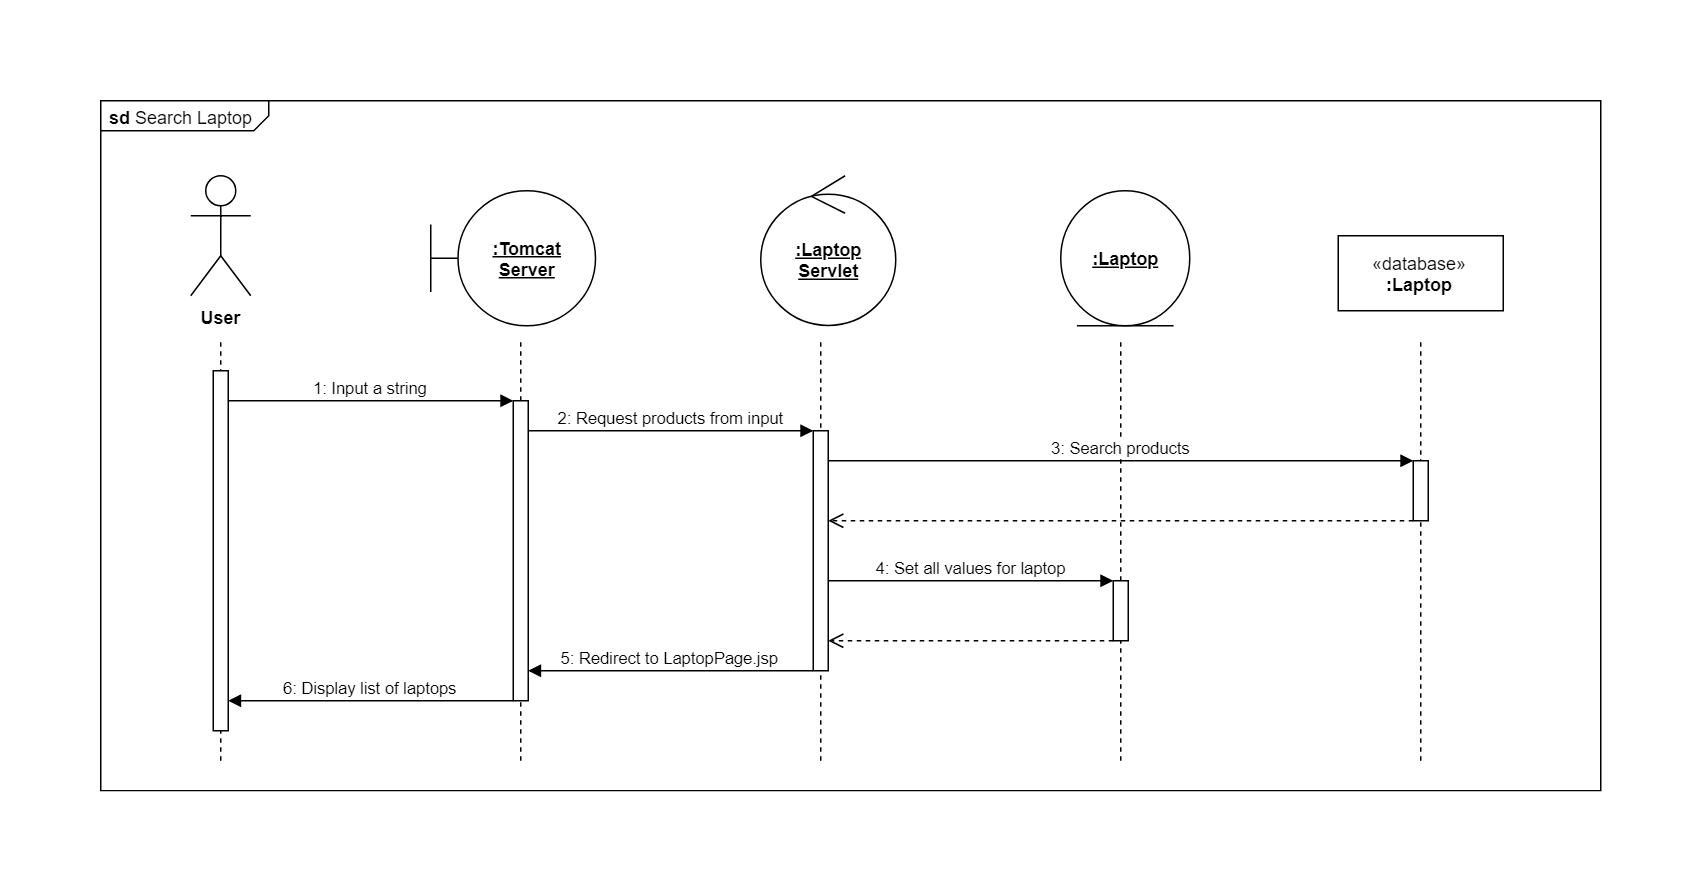 sd Search Laptop
:Tomcat
Server
:Laptop
Servlet
:Laptop
«database»
:Laptop
User
1: Input a string
2: Request products from input
3: Search products
4: Set all values for laptop
5: Redirect to LaptopPage.jsp
6: Display list of laptops